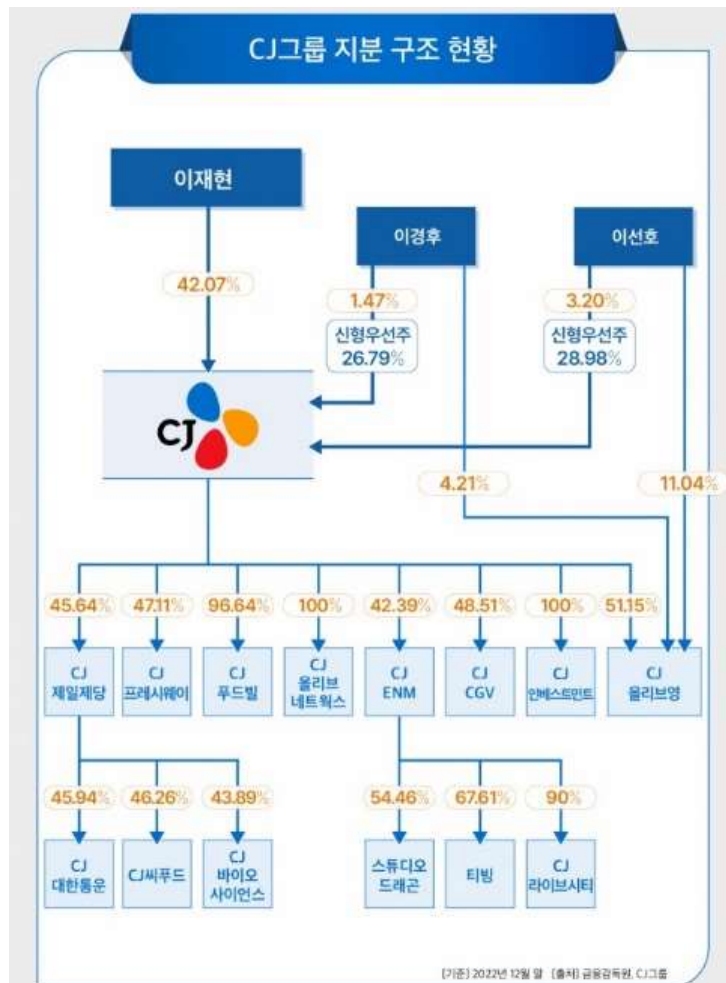 CJ그룹 지분 구조 현황
이재현
이경후
이선호
42.07%
1.47%
3.20%
신형우선주
26.79%
신형우선주
28.98%
CJ
4.21%
11.04%
45.64%
47.11%
96.64%
100%
42.39%
48.51%
100%
51.15%
CJ
제일제당
CJ
프레시웨이
CJ
푸드빌
CJ
올리브
네트웍스
CJ
ENM
CJ
CGV
CJ
인베스트먼트
CJ
올리브영
45.94%
46.26%
43.89%
54.46%
67.61%
90%
CJ
대한통운
CJ씨푸드
CJ
바이오
사이언스
스튜디오
드래곤
티빙
CJ
라이브시티
[기준] 2022년 12월 말 [출처] 금융감독원, CJ그룹